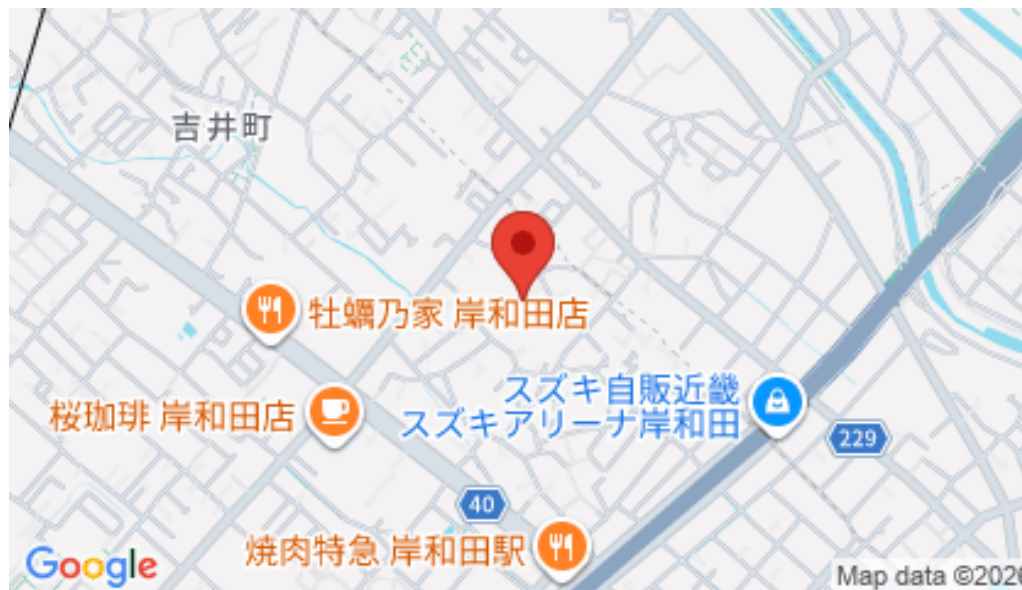 吉井町
牡蠣乃家 岸和田店
スズキ自販近畿
スズキアリーナ岸和田
桜珈琲 岸和田店
229
40
焼肉特急 岸和田駅
Google
Map data ©2026